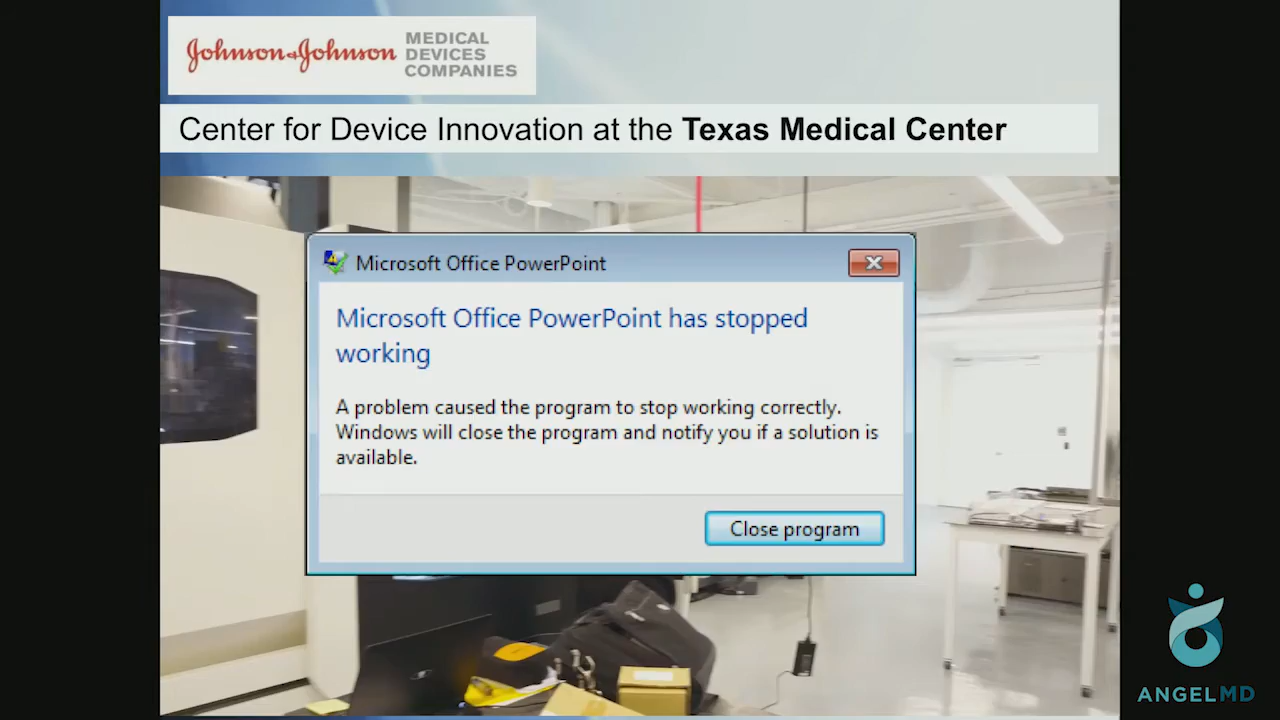 Johnson & Johnson
MEDICAL
DEVICES
COMPANIES
Center for Device Innovation at the Texas Medical Center
Microsoft Office PowerPoint
Microsoft Office PowerPoint has stopped
working
A problem caused the program to stop working correctly.
Windows will close the program and notify you if a solution is
available.
Close program
ANGELMD